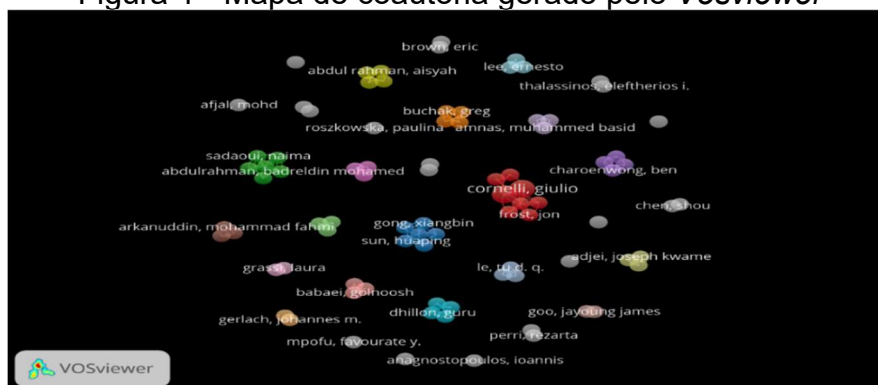 Figura 1 - Mapa de coautoria gerado pelo Vosviewer
brown, eric
abdul rahman, aisyah
lee, ernesto
thalassinos, eleftherios i.
afjal, mohd
buchak, greg
roszkowska, paulina
amnas, muhammed basid
sadaoui, naima
abdulrahman, badreldin mohamed
charoenwong, ben
cornelli, giulio
frost, jon
chen, shou
arkanuddin, mohammad fahmi
gong, xiangbin
sun, huaping
adjei, joseph kwame
grassi, laura
le, tu d. q.
babaei, golnoosh
gerlach, johannes m.
dhillon, guru
goo, jayoung james
mpofu, favourate y.
perri, rezarta
anagnostopoulos, ioannis
VOSviewer